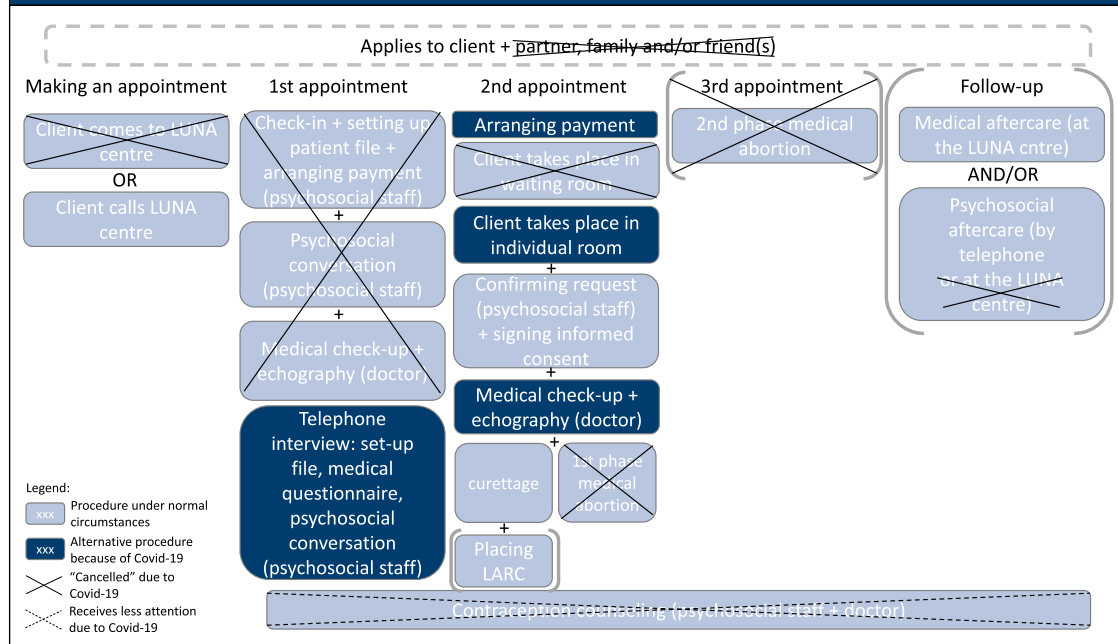 Applies to client + partner, family and/or friend(s)
Making an appointment
Client comes to LUNA
centre
OR
Client calls LUNA
centre
1st appointment
Check-in + setting up
patient file +
arranging payment
(psychosocial staff)
+
Psychosocial
conversation
(psychosocial staff)
+
Medical check-up +
echography (doctor)
Telephone
interview: set-up
file, medical
questionnaire,
psychosocial
conversation
(psychosocial staff)
2nd appointment
Arranging payment
Client takes place in
waiting room
Client takes place in
individual room
+
Confirming request
(psychosocial staff)
+ signing informed
consent
+
Medical check-up +
echography (doctor)
+
curettage
1st phase
medical
abortion
+
Placing
LARC
3rd appointment
2nd phase medical
abortion
Follow-up
Medical aftercare (at
the LUNA cntre)
AND/OR
Psychosocial
aftercare (by
telephone
or at the LUNA
centre)
Contraception counseling (psychosocial staff + doctor)
Legend:
xxx Procedure under normal
circumstances
xxx Alternative procedure
because of Covid-19
“Cancelled” due to
Covid-19
Receives less attention
due to Covid-19